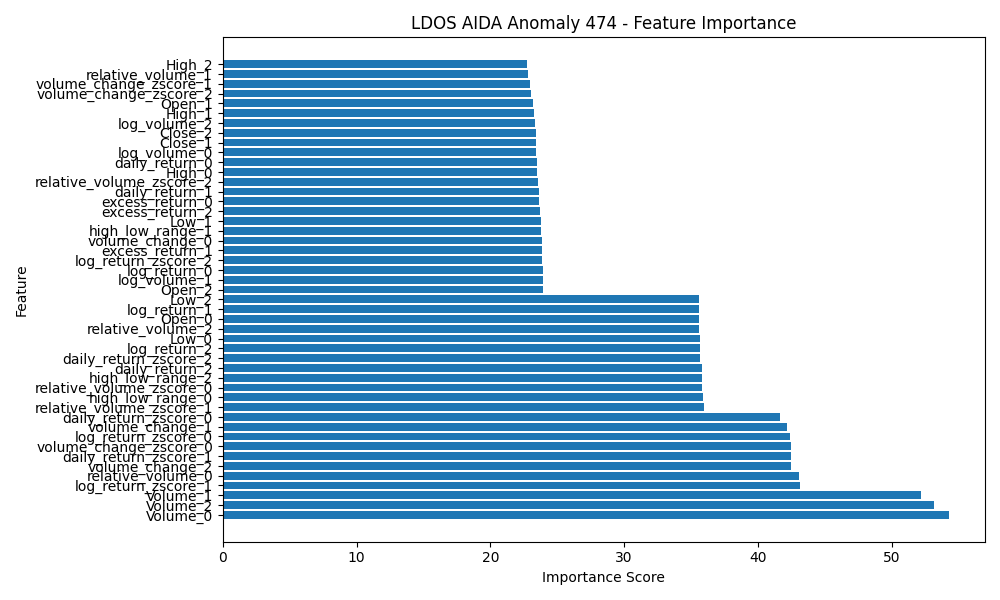 LDOS AIDA Anomaly 474 - Feature Importance
High_2
relative_volume_1
volume_change_zscore_1
volume_change_zscore_2
Open_1
High_1
log_volume_2
Close_2
Close_1
log_volume_0
daily_return_0
High_0
relative_volume_zscore_2
daily_return_1
excess_return_0
excess_return_2
Low_1
high_low_range_1
volume_change_0
excess_return_1
log_return_zscore_2
log_return_0
log_volume_1
Open_2
Low_2
log_return_1
Open_0
relative_volume_2
Low_0
log_return_2
daily_return_zscore_2
daily_return_2
high_low_range_2
relative_volume_zscore_0
high_low_range_0
relative_volume_zscore_1
daily_return_zscore_0
volume_change_1
log_return_zscore_0
volume_change_zscore_0
daily_return_zscore_1
volume_change_2
relative_volume_0
log_return_zscore_1
Volume_1
Volume_2
Volume_0
Feature
0 10 20 30 40 50
Importance Score